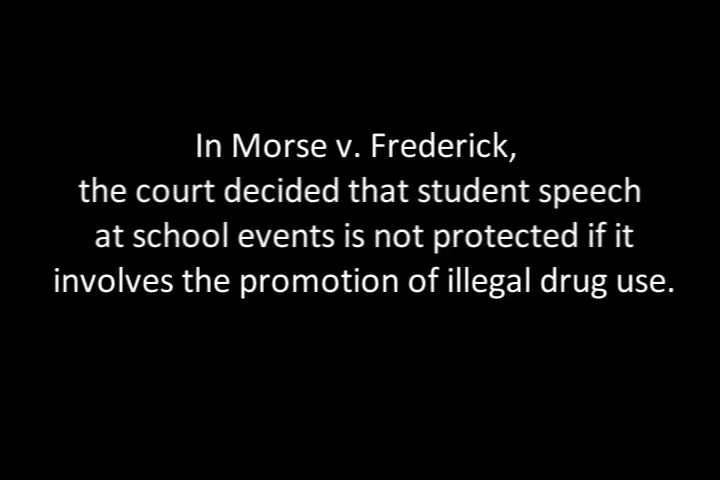 In Morse v. Frederick,
the court decided that student speech
at school events is not protected if it
involves the promotion of illegal drug use.